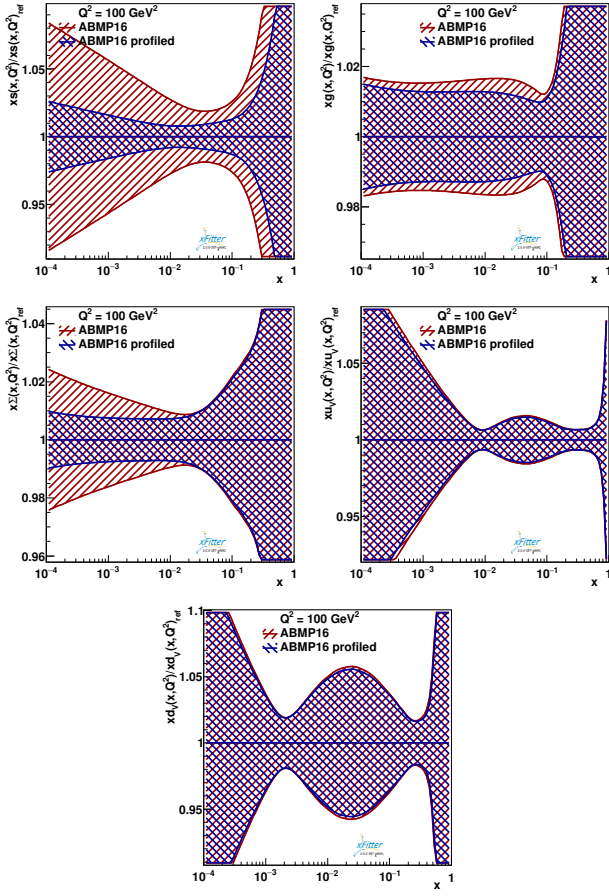 Q² = 100 GeV²
ABMP16
ABMP16 profiled
xs(x,Q²)/xs(x,Q²)ref
1.05
1
0.95
10⁻⁴ 10⁻³ 10⁻² 10⁻¹ 1
x
xFitter
Q² = 100 GeV²
ABMP16
ABMP16 profiled
xg(x,Q²)/xg(x,Q²)ref
1.02
1
0.98
10⁻⁴ 10⁻³ 10⁻² 10⁻¹ 1
x
xFitter
Q² = 100 GeV²
ABMP16
ABMP16 profiled
xΣ(x,Q²)/xΣ(x,Q²)ref
1.04
1.02
1
0.98
0.96
10⁻⁴ 10⁻³ 10⁻² 10⁻¹ 1
x
xFitter
Q² = 100 GeV²
ABMP16
ABMP16 profiled
xuV(x,Q²)/xuV(x,Q²)ref
1.05
1
0.95
10⁻⁴ 10⁻³ 10⁻² 10⁻¹ 1
x
xFitter
Q² = 100 GeV²
ABMP16
ABMP16 profiled
xdV(x,Q²)/xdV(x,Q²)ref
1.1
1.05
1
0.95
10⁻⁴ 10⁻³ 10⁻² 10⁻¹ 1
x
xFitter